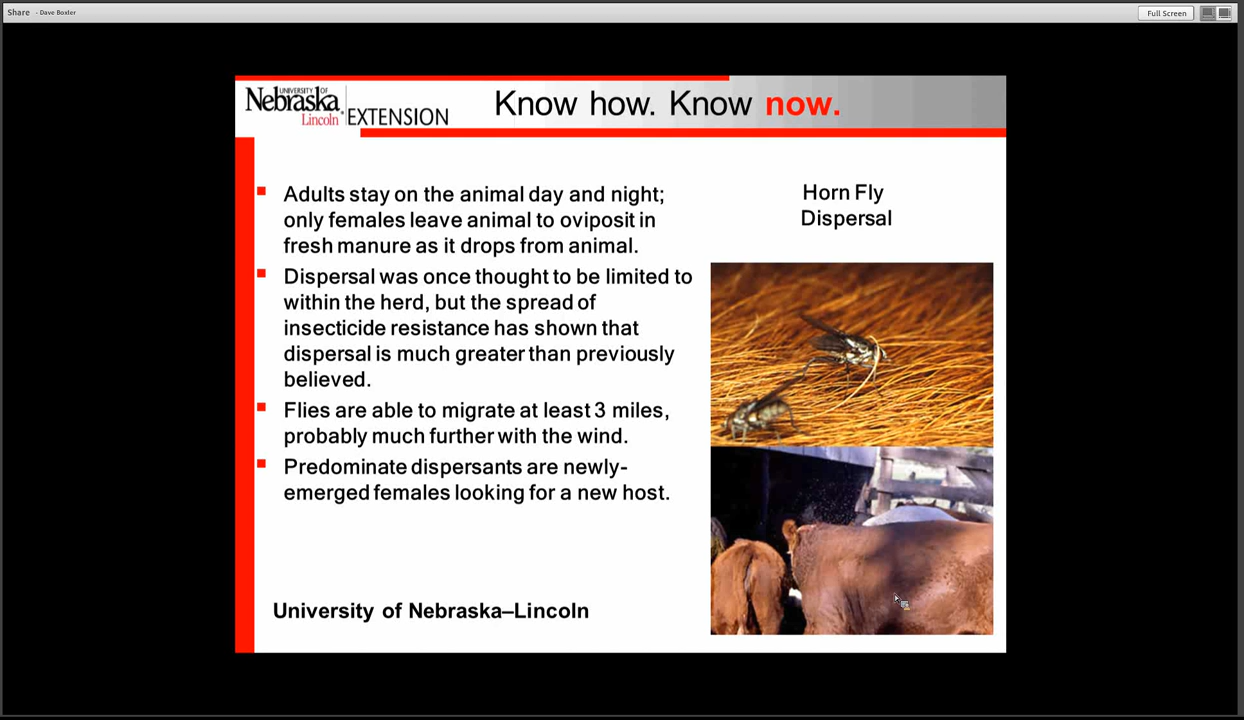 Share - Dave Boxler
Full Screen
UNIVERSITY OF
Nebraska
Lincoln
EXTENSION
Know how. Know now.
Adults stay on the animal day and night;
only females leave animal to oviposit in
fresh manure as it drops from animal.
Dispersal was once thought to be limited to
within the herd, but the spread of
insecticide resistance has shown that
dispersal is much greater than previously
believed.
Flies are able to migrate at least 3 miles,
probably much further with the wind.
Predominate dispersants are newly-
emerged females looking for a new host.
Horn Fly
Dispersal
University of Nebraska–Lincoln